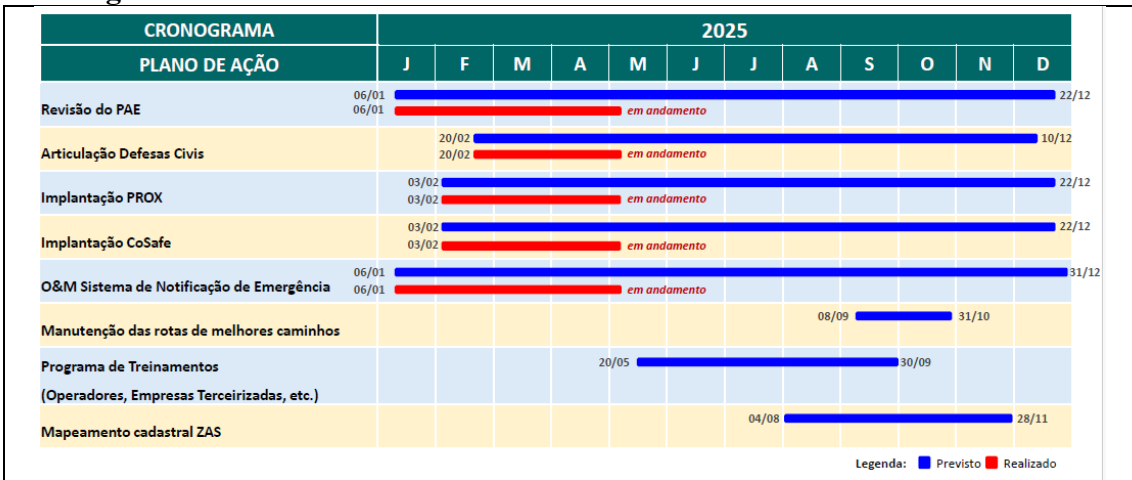 CRONOGRAMA 2025
PLANO DE AÇÃO J F M A M J J A S O N D
06/01 22/12
Revisão do PAE 06/01 em andamento
20/02 10/12
Articulação Defesas Civis 20/02 em andamento
03/02 22/12
Implantação PROX 03/02 em andamento
03/02 22/12
Implantação CoSafe 03/02 em andamento
06/01 31/12
O&M Sistema de Notificação de Emergência 06/01 em andamento
08/09 31/10
Manutenção das rotas de melhores caminhos
20/05 30/09
Programa de Treinamentos
(Operadores, Empresas Terceirizadas, etc.)
04/08 28/11
Mapeamento cadastral ZAS
Legenda: Previsto Realizado